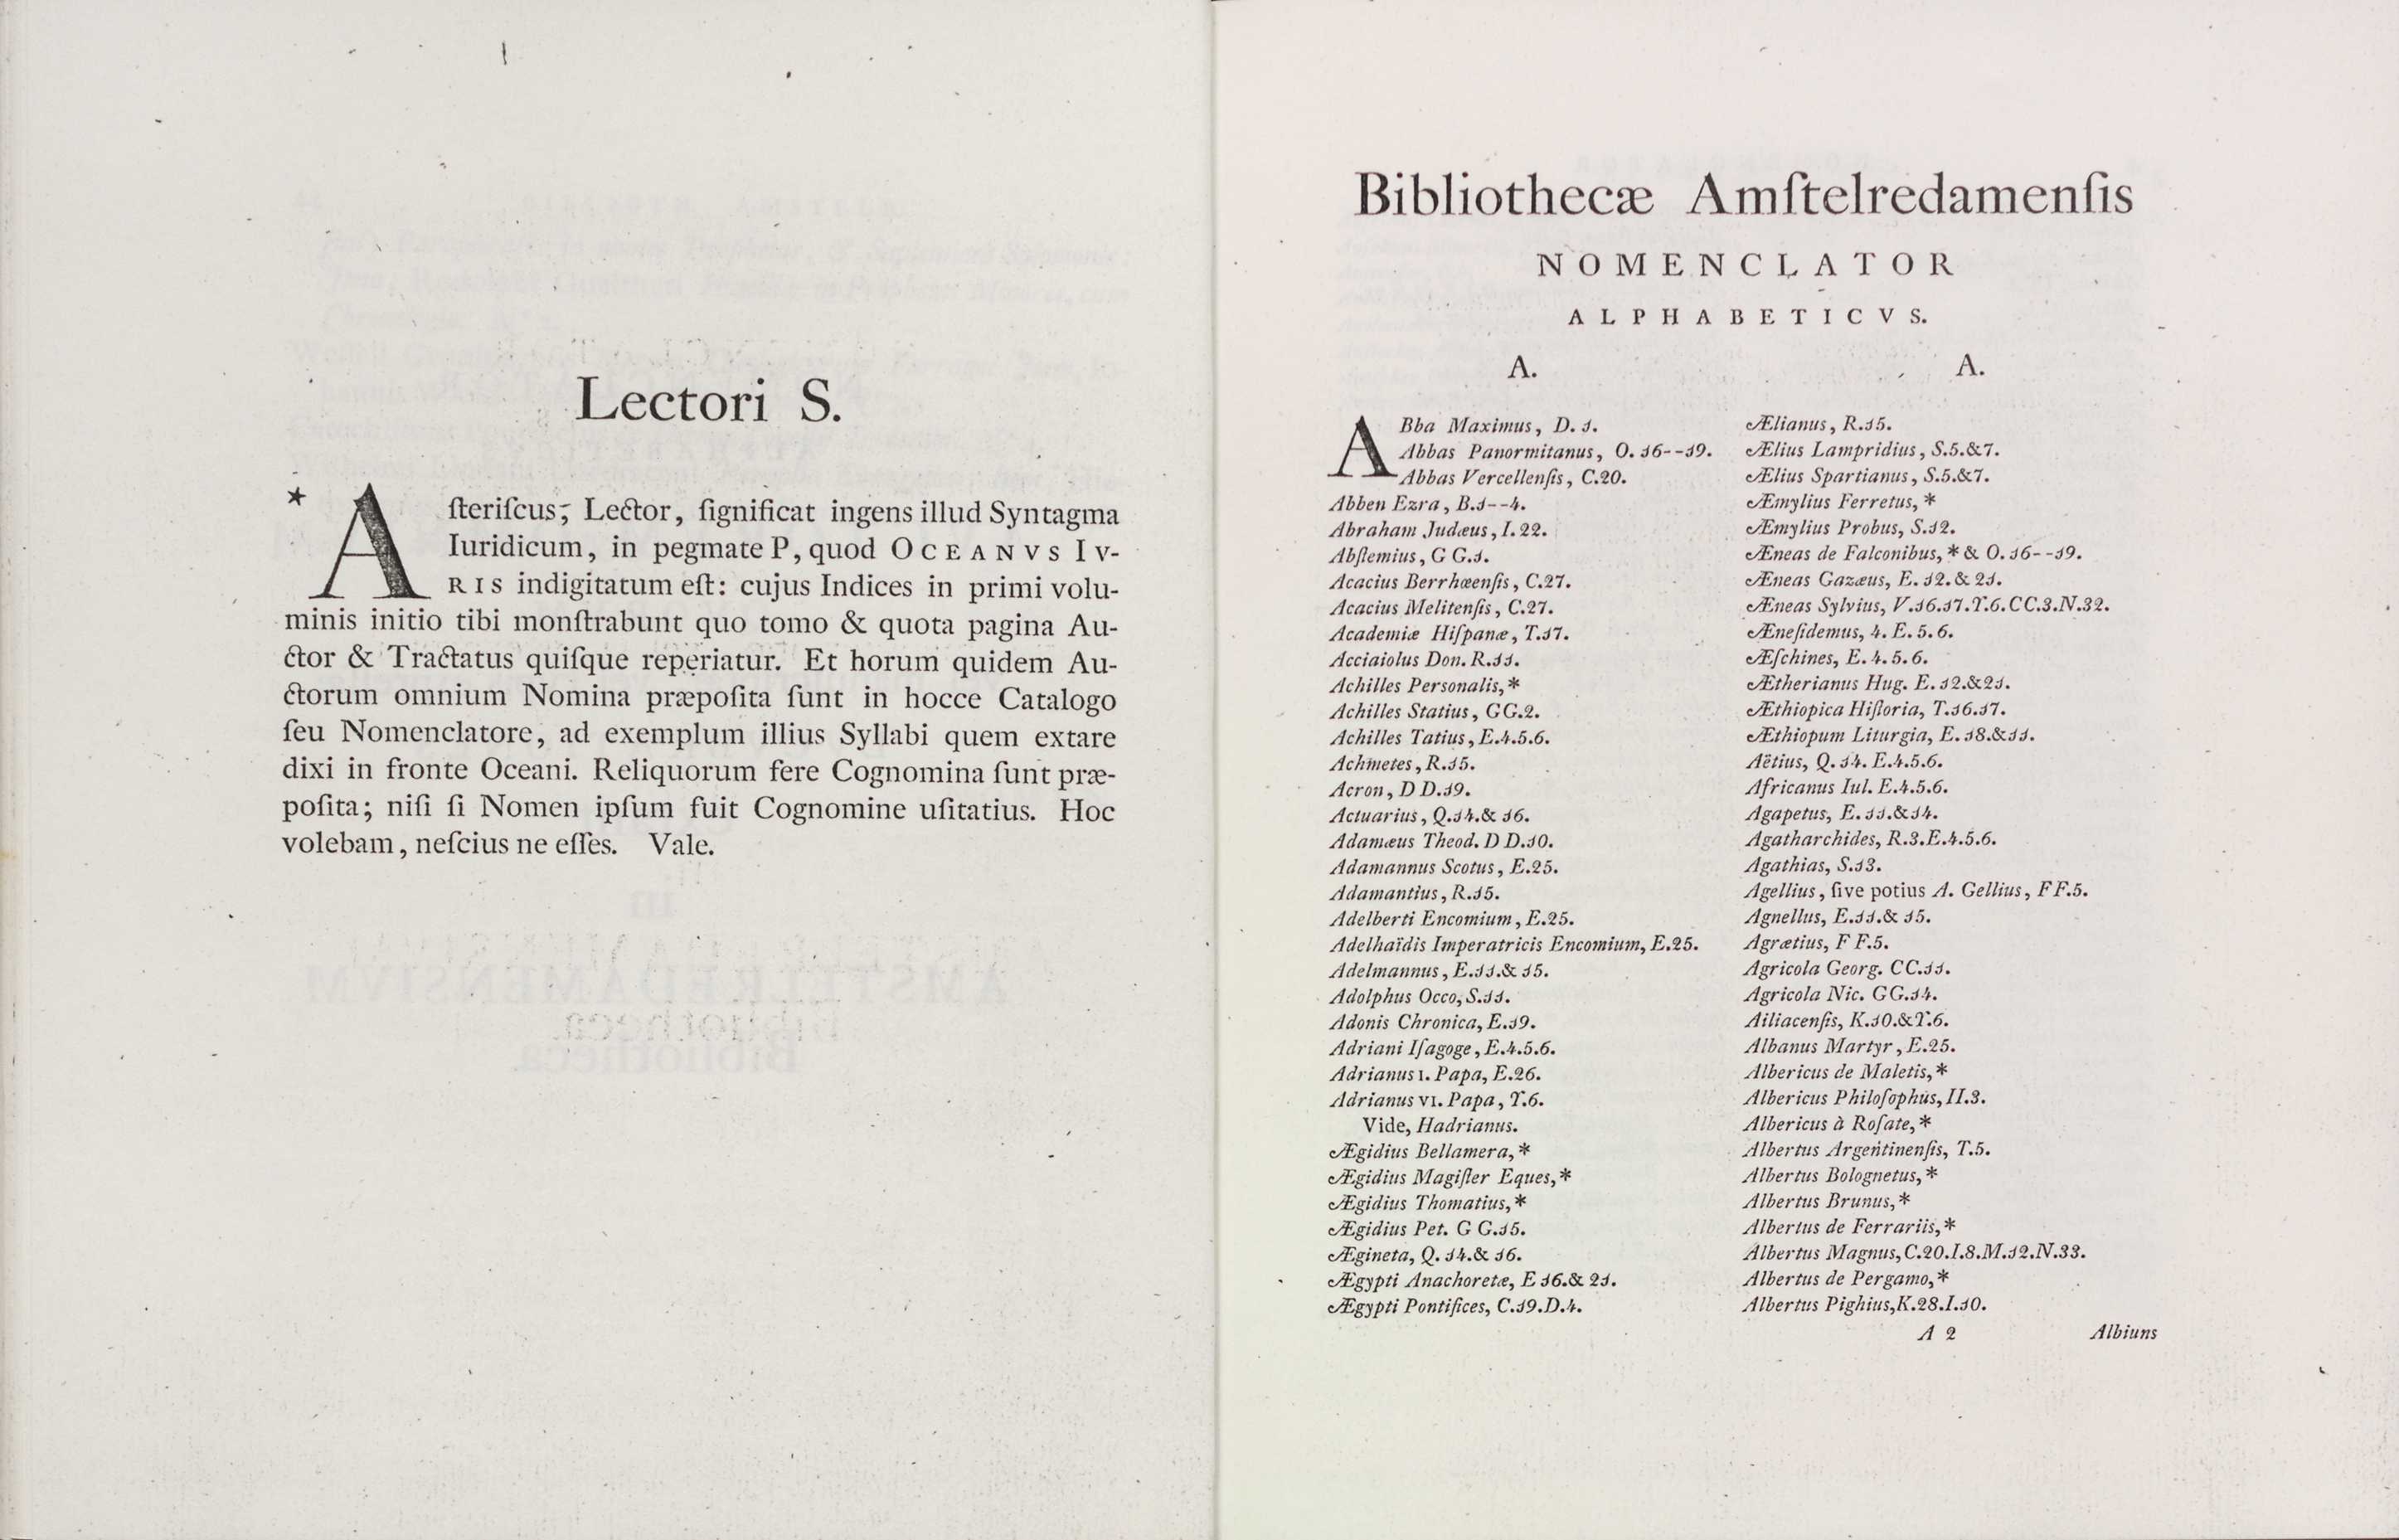 Lectori S.
* Aſteriſcus, Lector, ſignificat ingens illud Syntagma
Iuridicum, in pegmate P, quod OCEANVS IV-
RIS indigitatum eſt: cujus Indices in primi volu-
minis initio tibi monſtrabunt quo tomo & quota pagina Au-
ctor & Tractatus quiſque reperiatur. Et horum quidem Au-
ctorum omnium Nomina præpoſita ſunt in hocce Catalogo
ſeu Nomenclatore, ad exemplum illius Syllabi quem extare
dixi in fronte Oceani. Reliquorum fere Cognomina ſunt præ-
poſita; niſi ſi Nomen ipſum fuit Cognomine uſitatius. Hoc
volebam, neſcius ne eſſes. Vale.
Bibliothecæ Amſtelredamenſis
NOMENCLATOR
ALPHABETICVS.
A.
ABba Maximus, D. 1.
Abbas Panormitanus, O. 16--19.
Abbas Vercellenſis, C.20.
Abben Ezra, B.1--4.
Abraham Judæus, I. 22.
Abſtemius, G G.1.
Acacius Berrhœenſis, C.27.
Acacius Melitenſis, C.27.
Academiæ Hiſpanæ, T.17.
Acciaiolus Don. R.11.
Achilles Personalis, *
Achilles Statius, GG.2.
Achilles Tatius, E.4.5.6.
Achmetes, R.15.
Acron, D D.19.
Actuarius, Q.14.& 16.
Adamæus Theod. D D.10.
Adamannus Scotus, E.25.
Adamantius, R.15.
Adelberti Encomium, E.25.
Adelhaïdis Imperatricis Encomium, E.25.
Adelmannus, E.11.& 15.
Adolphus Occo, S.11.
Adonis Chronica, E.19.
Adriani Iſagoge, E.4.5.6.
Adrianus I. Papa, E.26.
Adrianus VI. Papa, Y.6.
Vide, Hadrianus.
Ægidius Bellamera, *
Ægidius Magiſter Eques, *
Ægidius Thomatius, *
Ægidius Pet. G G.15.
Ægineta, Q. 14.& 16.
Ægypti Anachoretæ, E 16.& 21.
Ægypti Pontifices, C.19.D.4.
A.
Ælianus, R.15.
Ælius Lampridius, S.5.&7.
Ælius Spartianus, S.5.&7.
Æmylius Ferretus, *
Æmylius Probus, S.12.
Æneas de Falconibus, * & O. 16--19.
Æneas Gazæus, E. 12. & 21.
Æneas Sylvius, V.16.17.Y.6.CC.3.N.32.
Æneſidemus, 4. E. 5. 6.
Æſchines, E. 4. 5. 6.
Ætherianus Hug. E. 12.&21.
Æthiopica Hiſtoria, T.16.17.
Æthiopum Liturgia, E. 18.&11.
Aëtius, Q. 14. E.4.5.6.
Africanus Iul. E.4.5.6.
Agapetus, E. 11.&14.
Agatharchides, R.3.E.4.5.6.
Agathias, S.13.
Agellius, ſive potius A. Gellius, F F.5.
Agnellus, E.11.& 15.
Agrætius, F F.5.
Agricola Georg. CC.11.
Agricola Nic. GG.14.
Ailiacenſis, K.10.&Y.6.
Albanus Martyr, E.25.
Albericus de Maletis, *
Albericus Philoſophus, II.3.
Albericus à Roſate, *
Albertus Argentinenſis, T.5.
Albertus Bolognetus, *
Albertus Brunus, *
Albertus de Ferrariis, *
Albertus Magnus, C.20.I.8.M.12.N.33.
Albertus de Pergamo, *
Albertus Pighius, K.28.I.10.
A 2 Albiuns